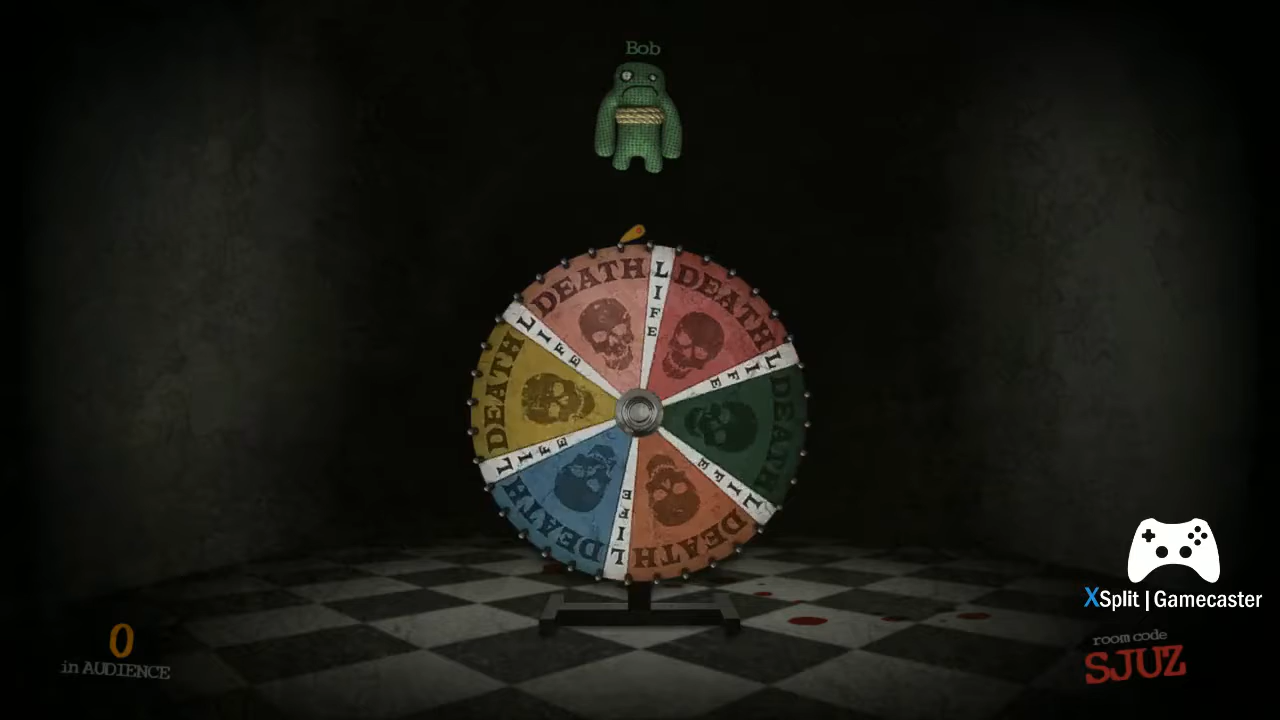 Bob
DEATH
LIFE
DEATH
LIFE
DEATH
LIFE
DEATH
LIFE
DEATH
LIFE
DEATH
LIFE
XSplit | Gamecaster
0
in AUDIENCE
room code
SJUZ